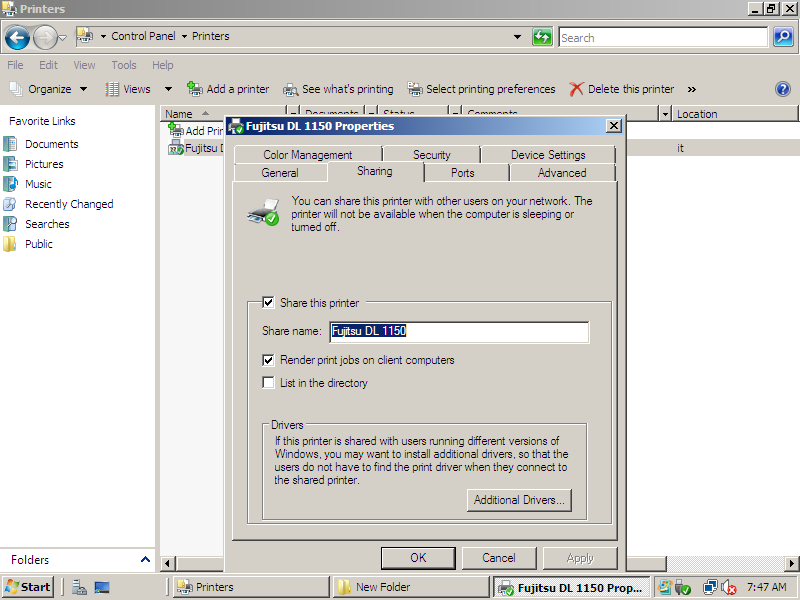 Printers
Control Panel Printers
Search
File Edit View Tools Help
Organize Views Add a printer See what's printing Select printing preferences Delete this printer »
Favorite Links
Documents
Pictures
Music
Recently Changed
Searches
Public
Folders
Name Documents Status Comments Location
Add Prin
Fujitsu D it
Fujitsu DL 1150 Properties
Color Management Security Device Settings
General Sharing Ports Advanced
You can share this printer with other users on your network. The
printer will not be available when the computer is sleeping or
turned off.
Share this printer
Share name: Fujitsu DL 1150
Render print jobs on client computers
List in the directory
Drivers
If this printer is shared with users running different versions of
Windows, you may want to install additional drivers, so that the
users do not have to find the print driver when they connect to
the shared printer.
Additional Drivers...
OK Cancel Apply
Start Printers New Folder Fujitsu DL 1150 Prop... 7:47 AM